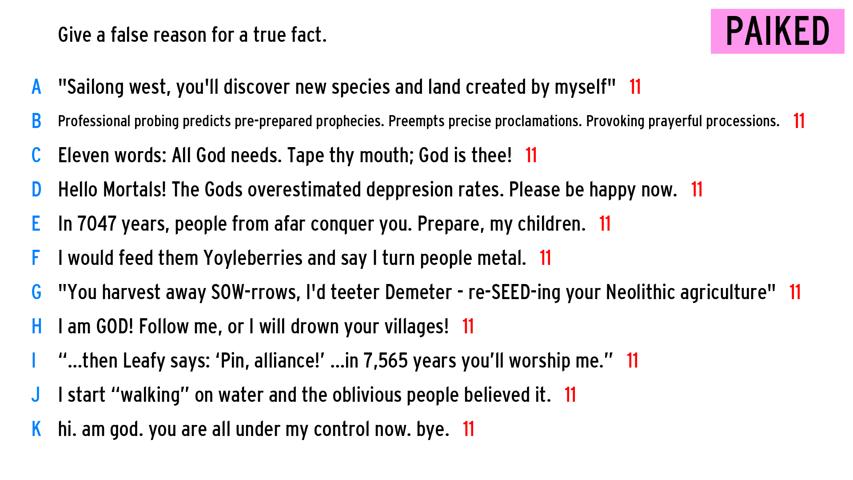 Give a false reason for a true fact.
PAIKED
A "Sailong west, you'll discover new species and land created by myself" 11
B Professional probing predicts pre-prepared prophecies. Preempts precise proclamations. Provoking prayerful processions. 11
C Eleven words: All God needs. Tape thy mouth; God is thee! 11
D Hello Mortals! The Gods overestimated deppresion rates. Please be happy now. 11
E In 7047 years, people from afar conquer you. Prepare, my children. 11
F I would feed them Yoyleberries and say I turn people metal. 11
G "You harvest away SOW-rrows, I'd teeter Demeter - re-SEED-ing your Neolithic agriculture" 11
H I am GOD! Follow me, or I will drown your villages! 11
I “...then Leafy says: ‘Pin, alliance!’ ...in 7,565 years you’ll worship me.” 11
J I start “walking” on water and the oblivious people believed it. 11
K hi. am god. you are all under my control now. bye. 11